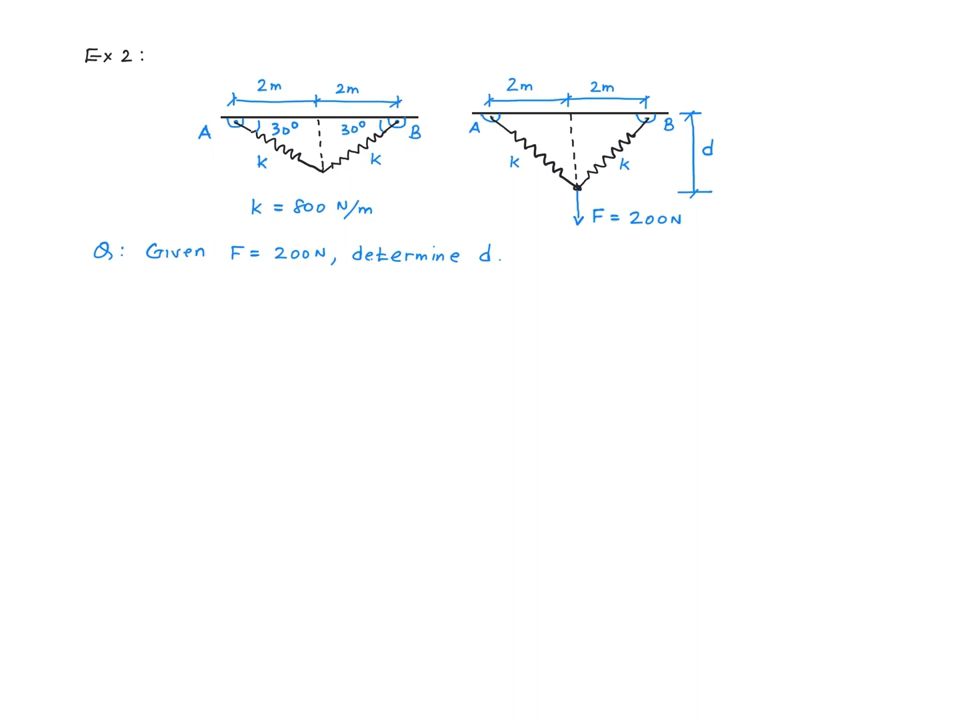 Ex 2:
2m 2m 2m 2m
A 30° 30° B A B
k k k k d
k = 800 N/m F = 200N
Q: Given F = 200N, determine d.